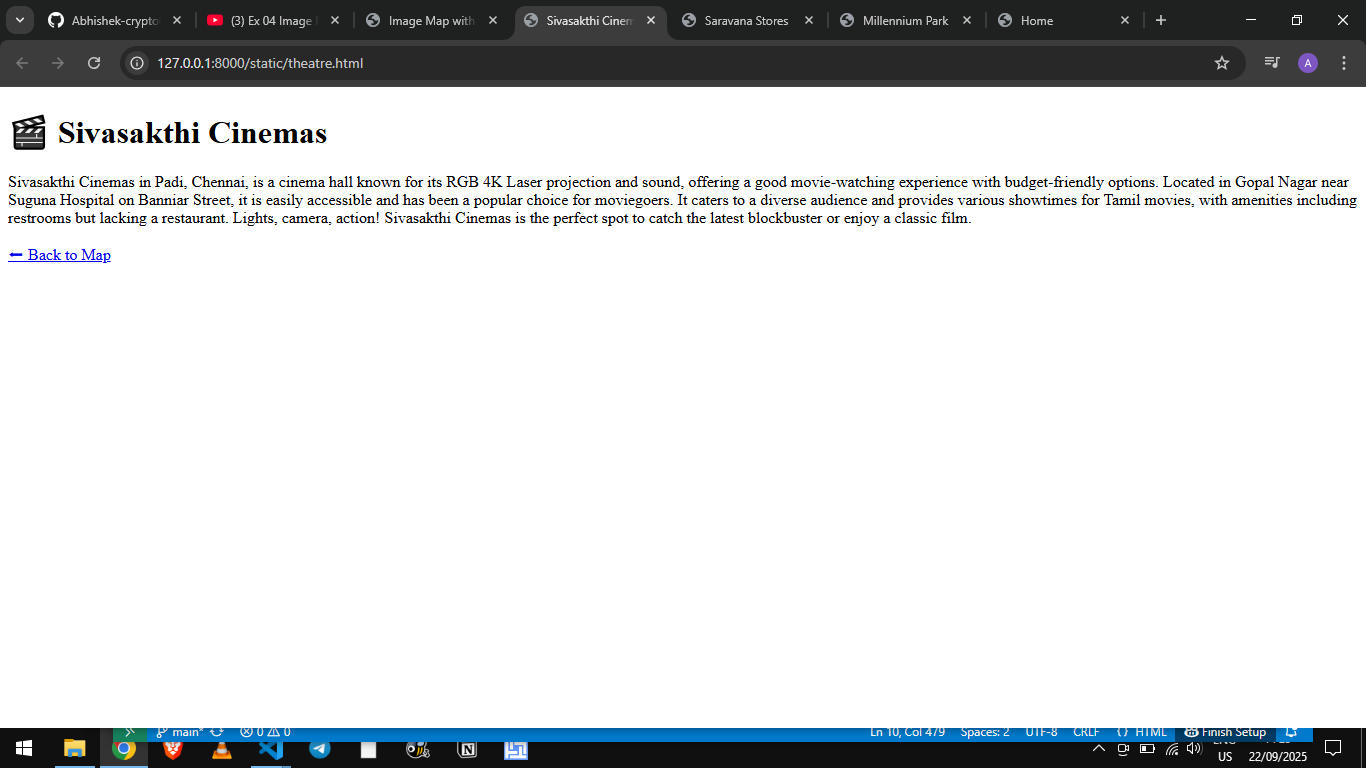 Abhishek-crypto
(3) Ex 04 Image
Image Map with
Sivasakthi Cinem
Saravana Stores
Millennium Park
Home
127.0.0.1:8000/static/theatre.html
A
Sivasakthi Cinemas
Sivasakthi Cinemas in Padi, Chennai, is a cinema hall known for its RGB 4K Laser projection and sound, offering a good movie-watching experience with budget-friendly options. Located in Gopal Nagar near
Suguna Hospital on Banniar Street, it is easily accessible and has been a popular choice for moviegoers. It caters to a diverse audience and provides various showtimes for Tamil movies, with amenities including
restrooms but lacking a restaurant. Lights, camera, action! Sivasakthi Cinemas is the perfect spot to catch the latest blockbuster or enjoy a classic film.
← Back to Map
main* 0 0 Ln 10, Col 479 Spaces: 2 UTF-8 CRLF {} HTML Finish Setup
ENG
US 22/09/2025